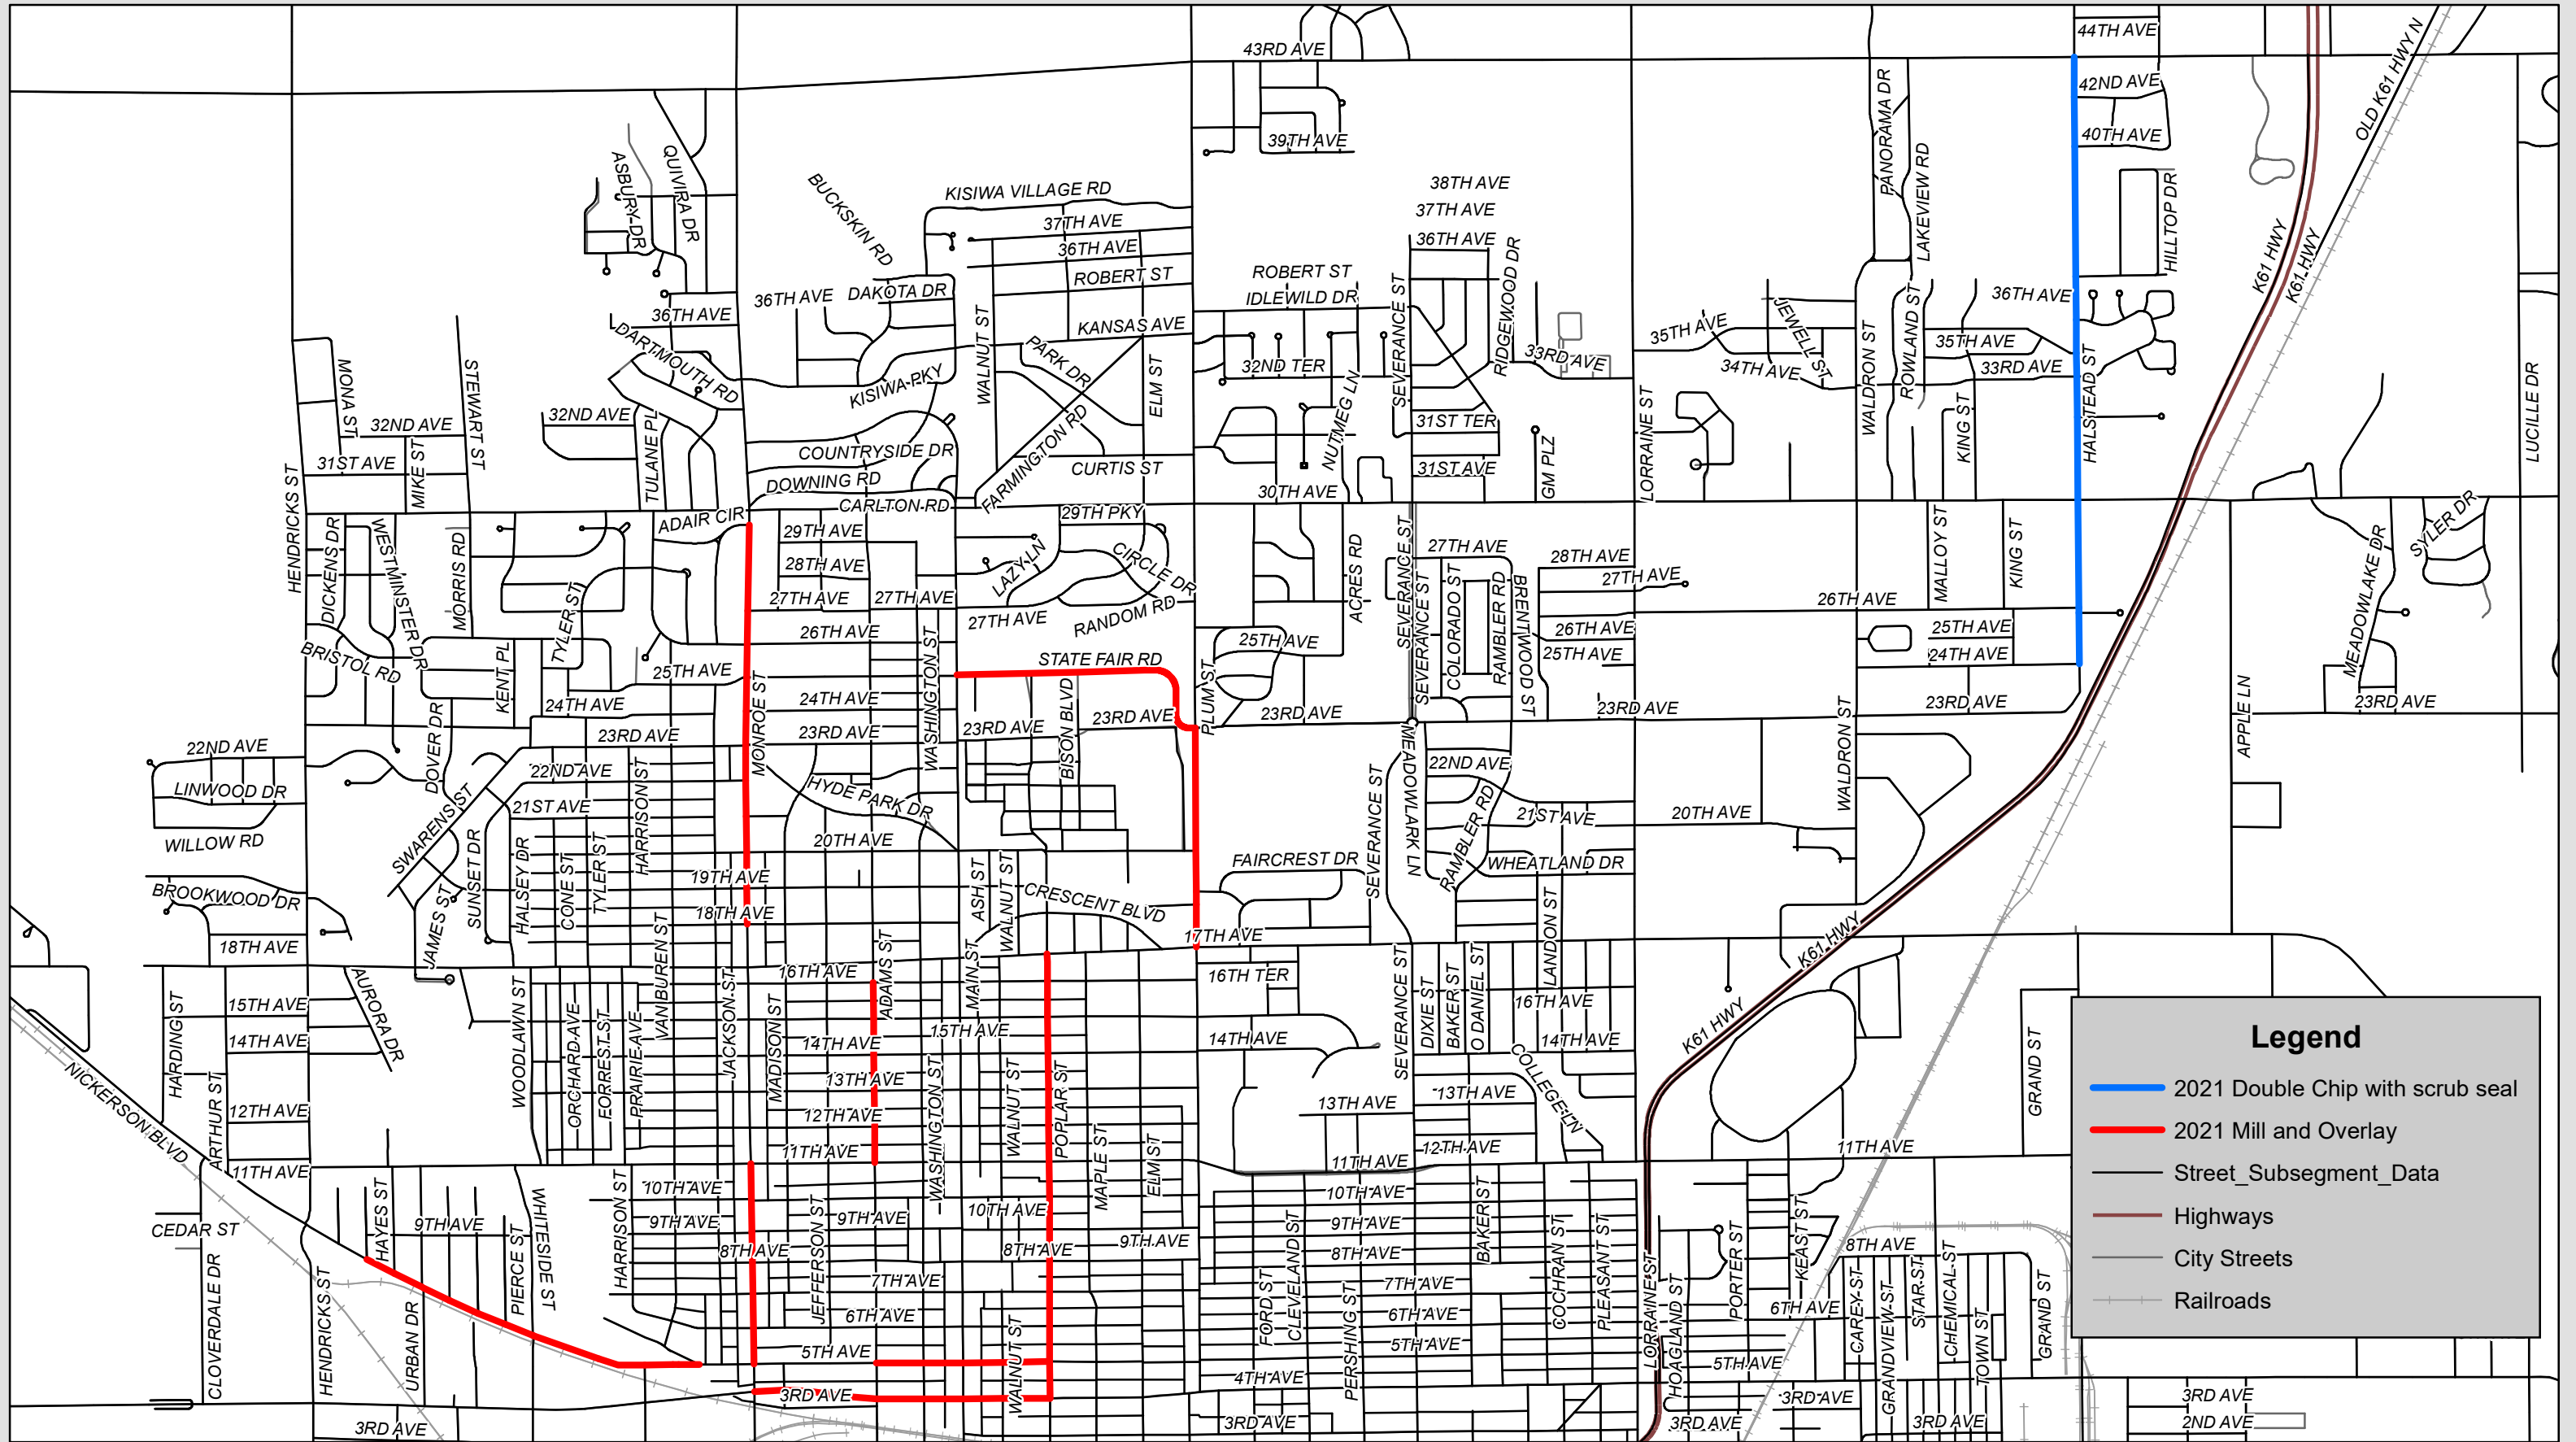 44TH AVE
43RD AVE
OLD K61 HWY N
42ND AVE
40TH AVE
39TH AVE
PANORAMA DR
LAKEVIEW RD
QUIVIRA DR
ASBURY DR
BUCKSKIN RD
KISIWA VILLAGE RD
38TH AVE
37TH AVE
37TH AVE
36TH AVE
36TH AVE
ROBERT ST
ROBERT ST
RIDGEWOOD DR
HILLTOP DR
K61 HWY
K61 HWY
36TH AVE
DAKOTA DR
IDLEWILD DR
SEVERANCE ST
36TH AVE
36TH AVE
KANSAS AVE
WALNUT ST
35TH AVE
JEWELL ST
ROWLAND ST
35TH AVE
DARTMOUTH RD
PARK DR
33RD AVE
34TH AVE
33RD AVE
KISIWA PKY
32ND TER
ELM ST
MONA ST
STEWART ST
WALDRON ST
HALSTEAD ST
LUCILLE DR
32ND AVE
32ND AVE
TULANE PL
FARMINGTON RD
NUTMEG LN
31ST TER
LORRAINE ST
KING ST
31ST AVE
MIKE ST
COUNTRYSIDE DR
CURTIS ST
31ST AVE
GM PLZ
HENDRICKS ST
DOWNING RD
30TH AVE
CARLTON RD
ADAIR CIR
29TH PKY
29TH AVE
DICKENS DR
WESTMINSTER DR
MORRIS RD
28TH AVE
LAZY LN
CIRCLE DR
ACRES RD
SEVERANCE ST
27TH AVE
28TH AVE
27TH AVE
MALLOY ST
KING ST
MEADOWLAKE DR
SYLER DR
27TH AVE
27TH AVE
27TH AVE
RANDOM RD
SEVERANCE ST
COLORADO ST
RAMBLER RD
BRENTWOOD ST
26TH AVE
TYLER ST
26TH AVE
25TH AVE
26TH AVE
25TH AVE
25TH AVE
24TH AVE
BRISTOL RD
KENT PL
25TH AVE
WASHINGTON ST
STATE FAIR RD
24TH AVE
24TH AVE
MONROE ST
BISON BLVD
PLUM ST
23RD AVE
23RD AVE
23RD AVE
23RD AVE
23RD AVE
23RD AVE
23RD AVE
23RD AVE
APPLE LN
22ND AVE
DOVER DR
22ND AVE
MEADOWLARK LN
22ND AVE
WALDRON ST
LINWOOD DR
SWARENS ST
21ST AVE
HARRISON ST
HYDE PARK DR
SEVERANCE ST
RAMBLER RD
21ST AVE
20TH AVE
WILLOW RD
20TH AVE
FAIRCREST DR
WHEATLAND DR
BROOKWOOD DR
JAMES ST
SUNSET DR
HALSEY DR
CONE ST
TYLER ST
19TH AVE
18TH AVE
ASH ST
WALNUT ST
CRESCENT BLVD
LANDON ST
18TH AVE
VAN BUREN ST
17TH AVE
K61 HWY
AURORA DR
WOODLAWN ST
JACKSON ST
16TH AVE
ADAMS ST
MAIN ST
16TH TER
SEVERANCE ST
DIXIE ST
BAKER ST
O DANIEL ST
16TH AVE
K61 HWY
HARDING ST
15TH AVE
14TH AVE
ORCHARD AVE
FORREST ST
PRAIRIE AVE
MADISON ST
15TH AVE
14TH AVE
14TH AVE
14TH AVE
GRAND ST
NICKERSON BLVD
ARTHUR ST
12TH AVE
13TH AVE
12TH AVE
WASHINGTON ST
WALNUT ST
POPLAR ST
13TH AVE
13TH AVE
COLLEGE LN
11TH AVE
11TH AVE
MAPLE ST
ELM ST
11TH AVE
12TH AVE
11TH AVE
Legend
2021 Double Chip with scrub seal
2021 Mill and Overlay
Street_Subsegment_Data
Highways
City Streets
Railroads
CEDAR ST
HAYES ST
9TH AVE
PIERCE ST
WHITESIDE ST
HARRISON ST
10TH AVE
9TH AVE
8TH AVE
JEFFERSON ST
9TH AVE
10TH AVE
8TH AVE
9TH AVE
10TH AVE
9TH AVE
8TH AVE
CLEVELAND ST
BAKER ST
COCHRAN ST
PLEASANT ST
LORRAINE ST
HOAGLAND ST
PORTER ST
KEAST ST
8TH AVE
CLOVERDALE DR
HENDRICKS ST
URBAN DR
7TH AVE
6TH AVE
5TH AVE
WALNUT ST
FORD ST
PERSHING ST
7TH AVE
6TH AVE
5TH AVE
6TH AVE
CAREY ST
GRANDVIEW ST
STAR ST
CHEMICAL ST
TOWN ST
GRAND ST
5TH AVE
4TH AVE
3RD AVE
3RD AVE
3RD AVE
3RD AVE
3RD AVE
3RD AVE
3RD AVE
2ND AVE